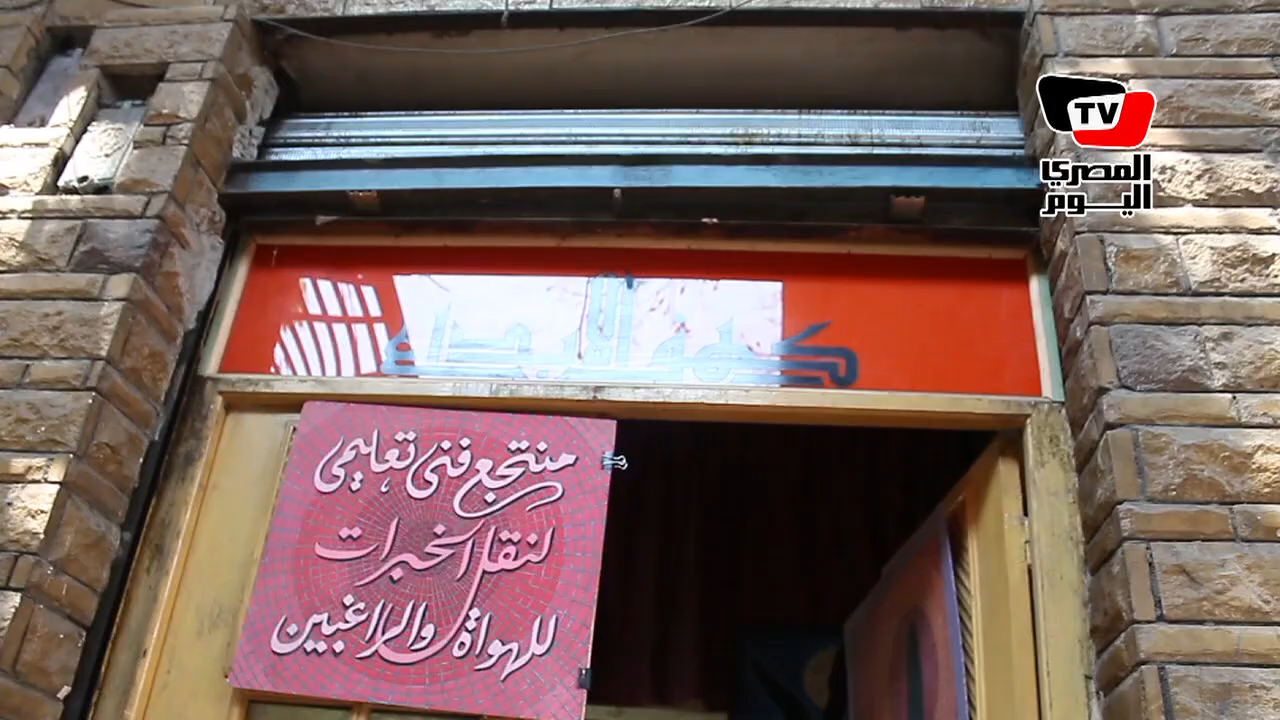 TV
المصري
اليوم
كهف الإبداع
منتجع فني تعليمي
لنقل الخبرات
للهواة والراغبين